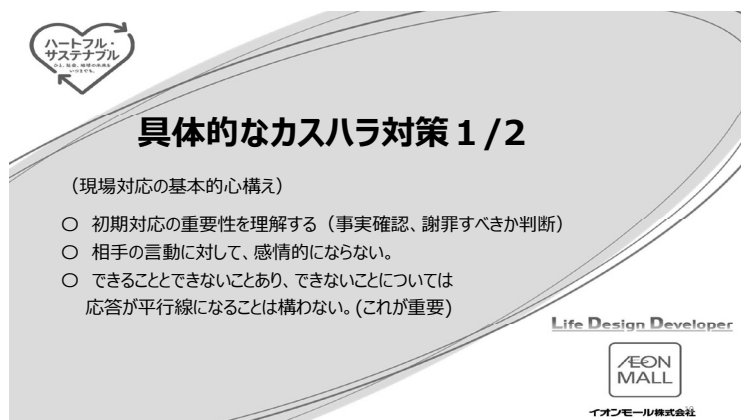 ハートフル・
サステナブル
いつまでも。
具体的なカスハラ対策１/2
（現場対応の基本的心構え）
○ 初期対応の重要性を理解する（事実確認、謝罪すべきか判断）
○ 相手の言動に対して、感情的にならない。
○ できることとできないことあり、できないことについては
応答が平行線になることは構わない。(これが重要)
Life Design Developer
ÆON
MALL
イオンモール株式会社